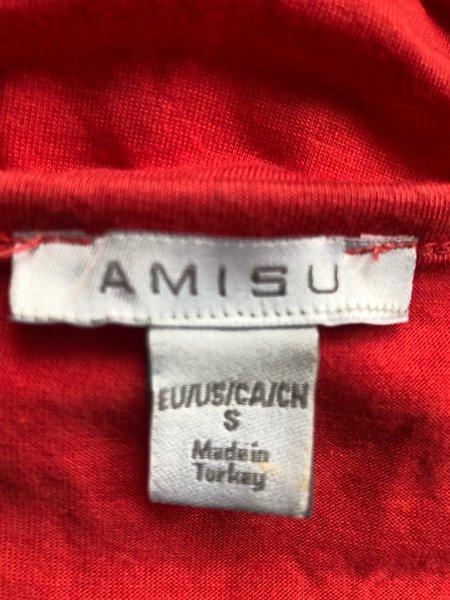 AMISU
EU/US/CA/CN
S
Made in
Turkey